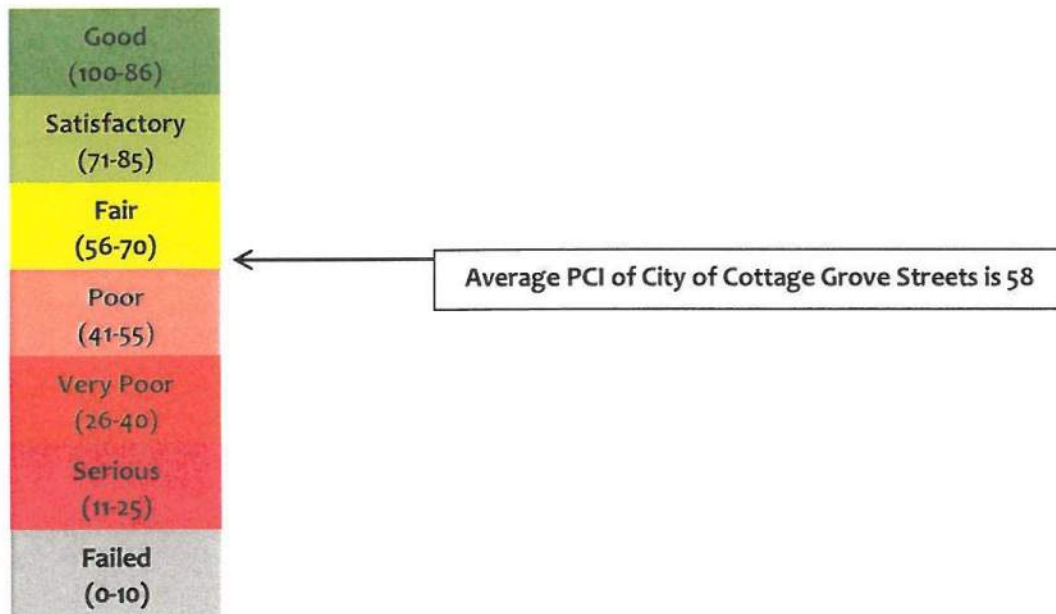 Good
(100-86)
Satisfactory
(71-85)
Fair
(56-70)
Average PCI of City of Cottage Grove Streets is 58
Poor
(41-55)
Very Poor
(26-40)
Serious
(11-25)
Failed
(0-10)